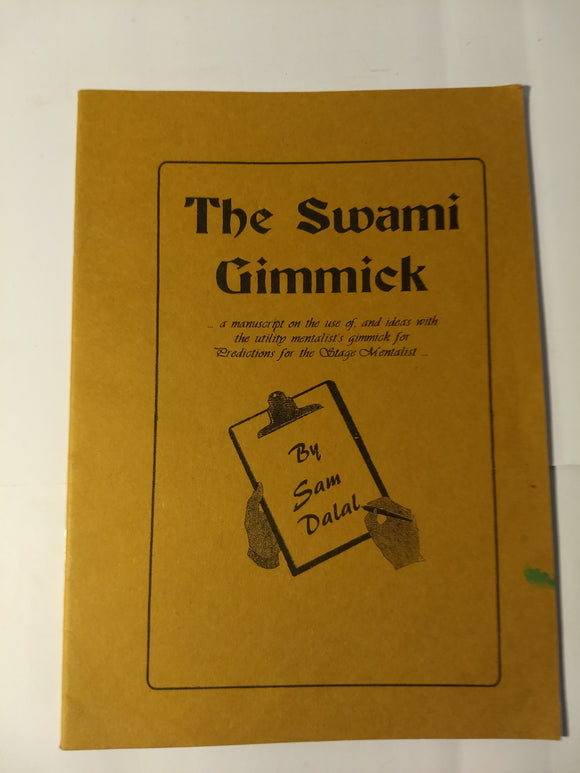 The Swami
Gimmick
... a manuscript on the use of, and ideas with
the utility mentalist's gimmick for
Predictions for the Stage Mentalist ...
By
Sam
Dalal